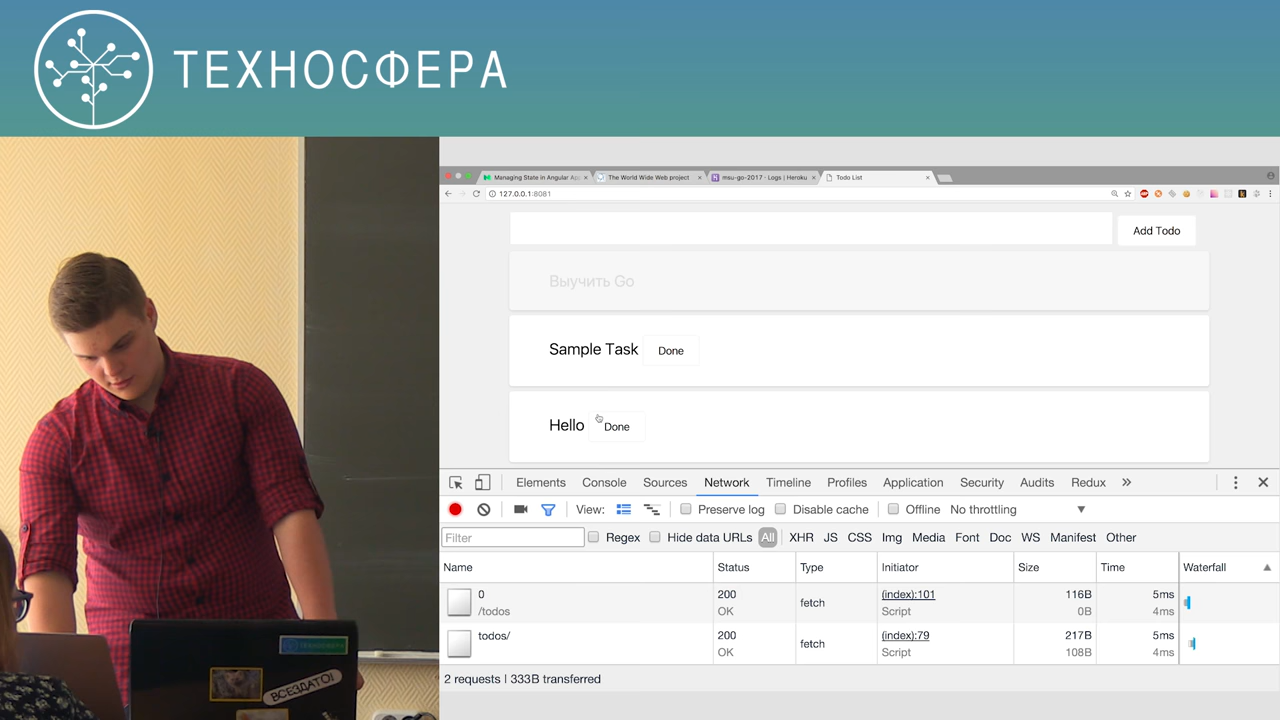 ТЕХНОСФЕРА
Managing State in Angular Ap
The World Wide Web project
msu-go-2017 · Logs | Heroku
Todo List
127.0.0.1:8081
Add Todo
Выучить Go
Sample Task Done
Hello Done
Elements Console Sources Network Timeline Profiles Application Security Audits Redux »
View: Preserve log Disable cache Offline No throttling
Filter Regex Hide data URLs All XHR JS CSS Img Media Font Doc WS Manifest Other
Name Status Type Initiator Size Time Waterfall
0 200 fetch (index):101 116B 5ms
/todos OK Script 0B 4ms
todos/ 200 fetch (index):79 217B 5ms
OK Script 108B 4ms
2 requests | 333B transferred
ТЕХНОСФЕРА
ВСЕЗДАТО!